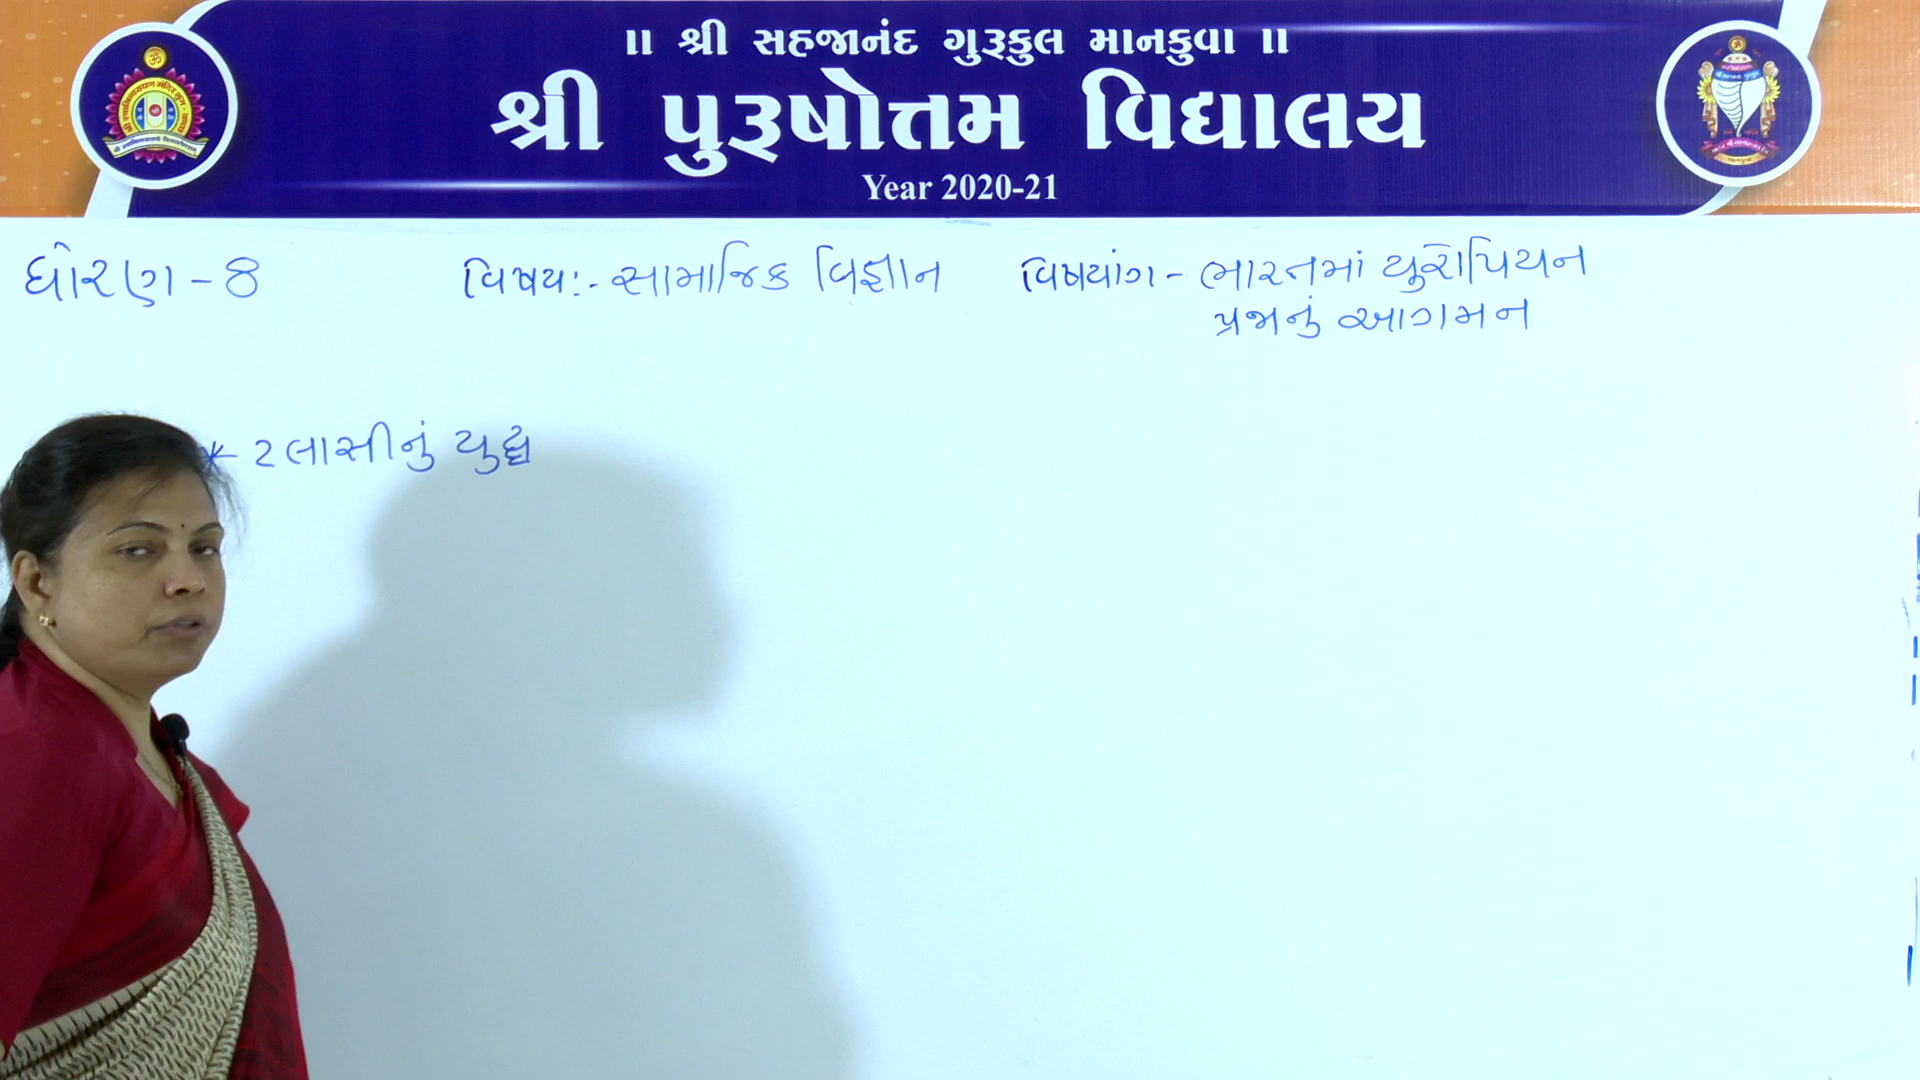 ॥ શ્રી સહજાનંદ ગુરૂકુલ માનકુવા ॥
શ્રી પુરૂષોત્તમ વિદ્યાલય
Year 2020-21
ધોરણ - 8
વિષય:- સામાજિક વિજ્ઞાન
વિષયાંગ - ભારતમાં યુરોપિયન
પ્રજાનું આગમન
* પ્લાસીનું યુદ્ધ